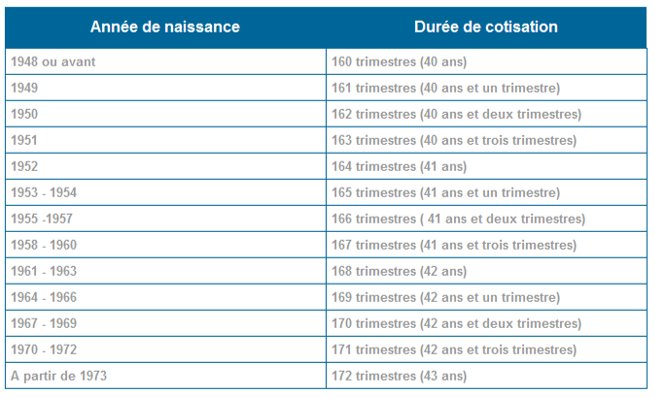 Année de naissance Durée de cotisation
1948 ou avant 160 trimestres (40 ans)
1949 161 trimestres (40 ans et un trimestre)
1950 162 trimestres (40 ans et deux trimestres)
1951 163 trimestres (40 ans et trois trimestres)
1952 164 trimestres (41 ans)
1953 - 1954 165 trimestres (41 ans et un trimestre)
1955 -1957 166 trimestres ( 41 ans et deux trimestres)
1958 - 1960 167 trimestres (41 ans et trois trimestres)
1961 - 1963 168 trimestres (42 ans)
1964 - 1966 169 trimestres (42 ans et un trimestre)
1967 - 1969 170 trimestres (42 ans et deux trimestres)
1970 - 1972 171 trimestres (42 ans et trois trimestres)
A partir de 1973 172 trimestres (43 ans)